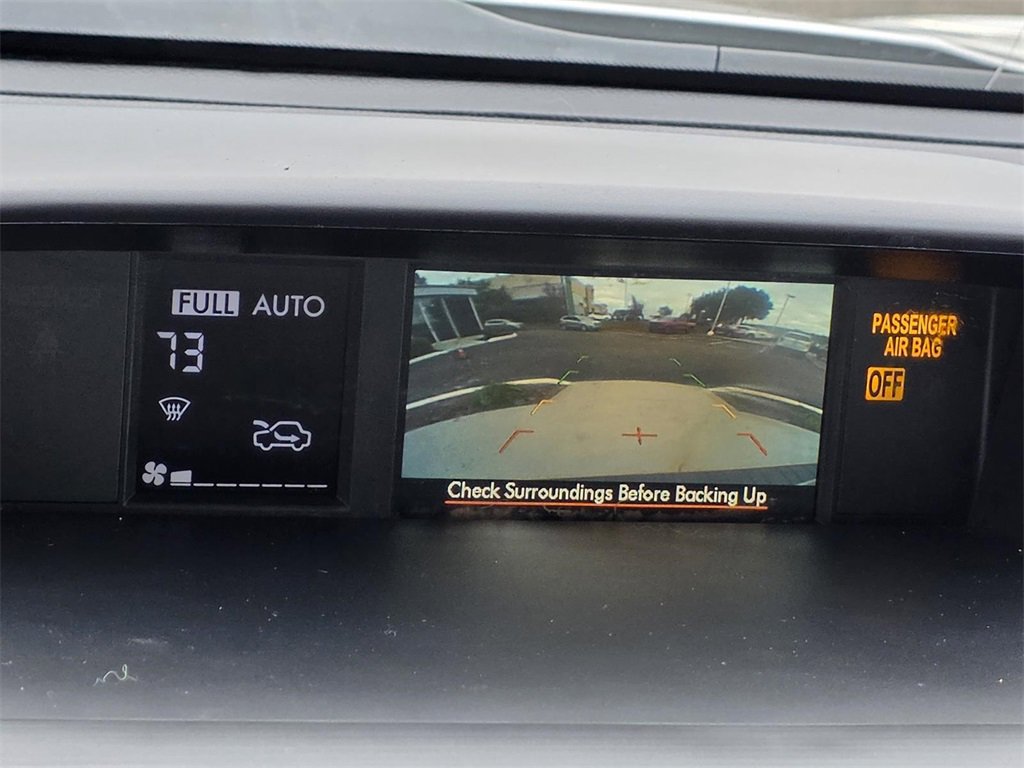 FULL AUTO
73
Check Surroundings Before Backing Up
PASSENGER
AIR BAG
OFF